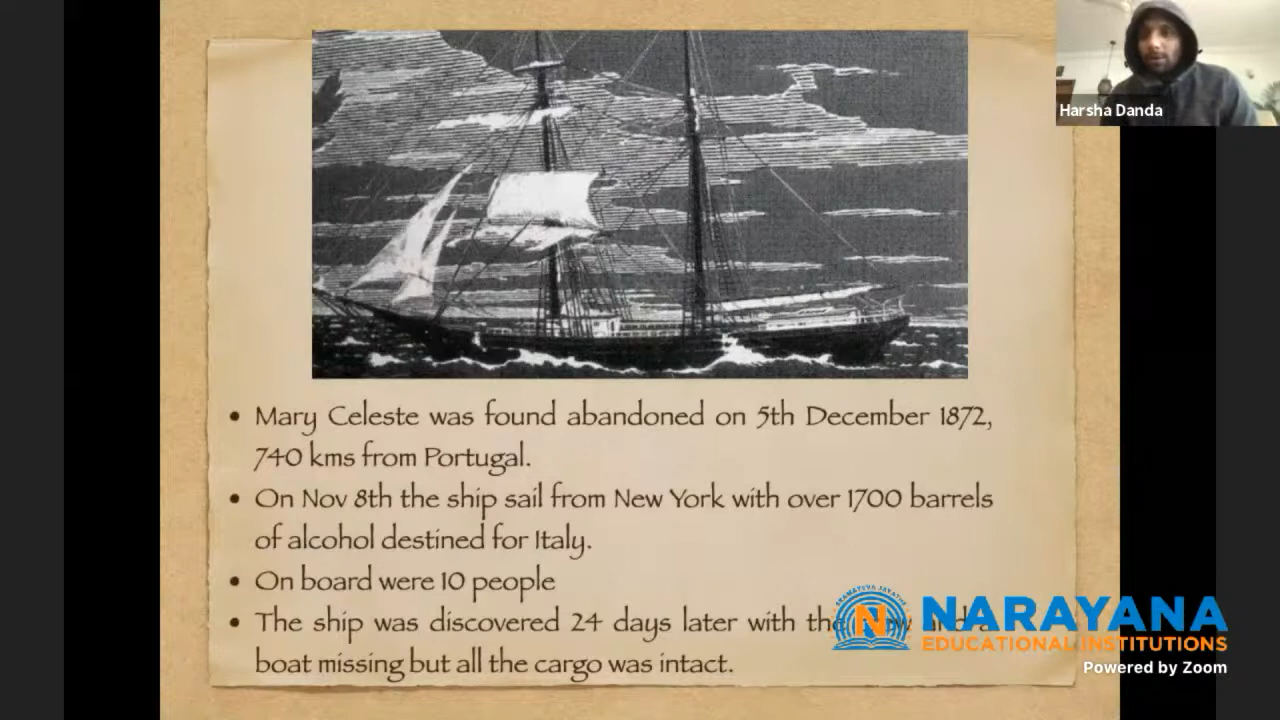 Harsha Danda
Mary Celeste was found abandoned on 5th December 1872,
740 kms from Portugal.
On Nov 8th the ship sail from New York with over 1700 barrels
of alcohol destined for Italy.
On board were 10 people
The ship was discovered 24 days later with the
boat missing but all the cargo was intact.
NARAYANA
EDUCATIONAL INSTITUTIONS
Powered by Zoom